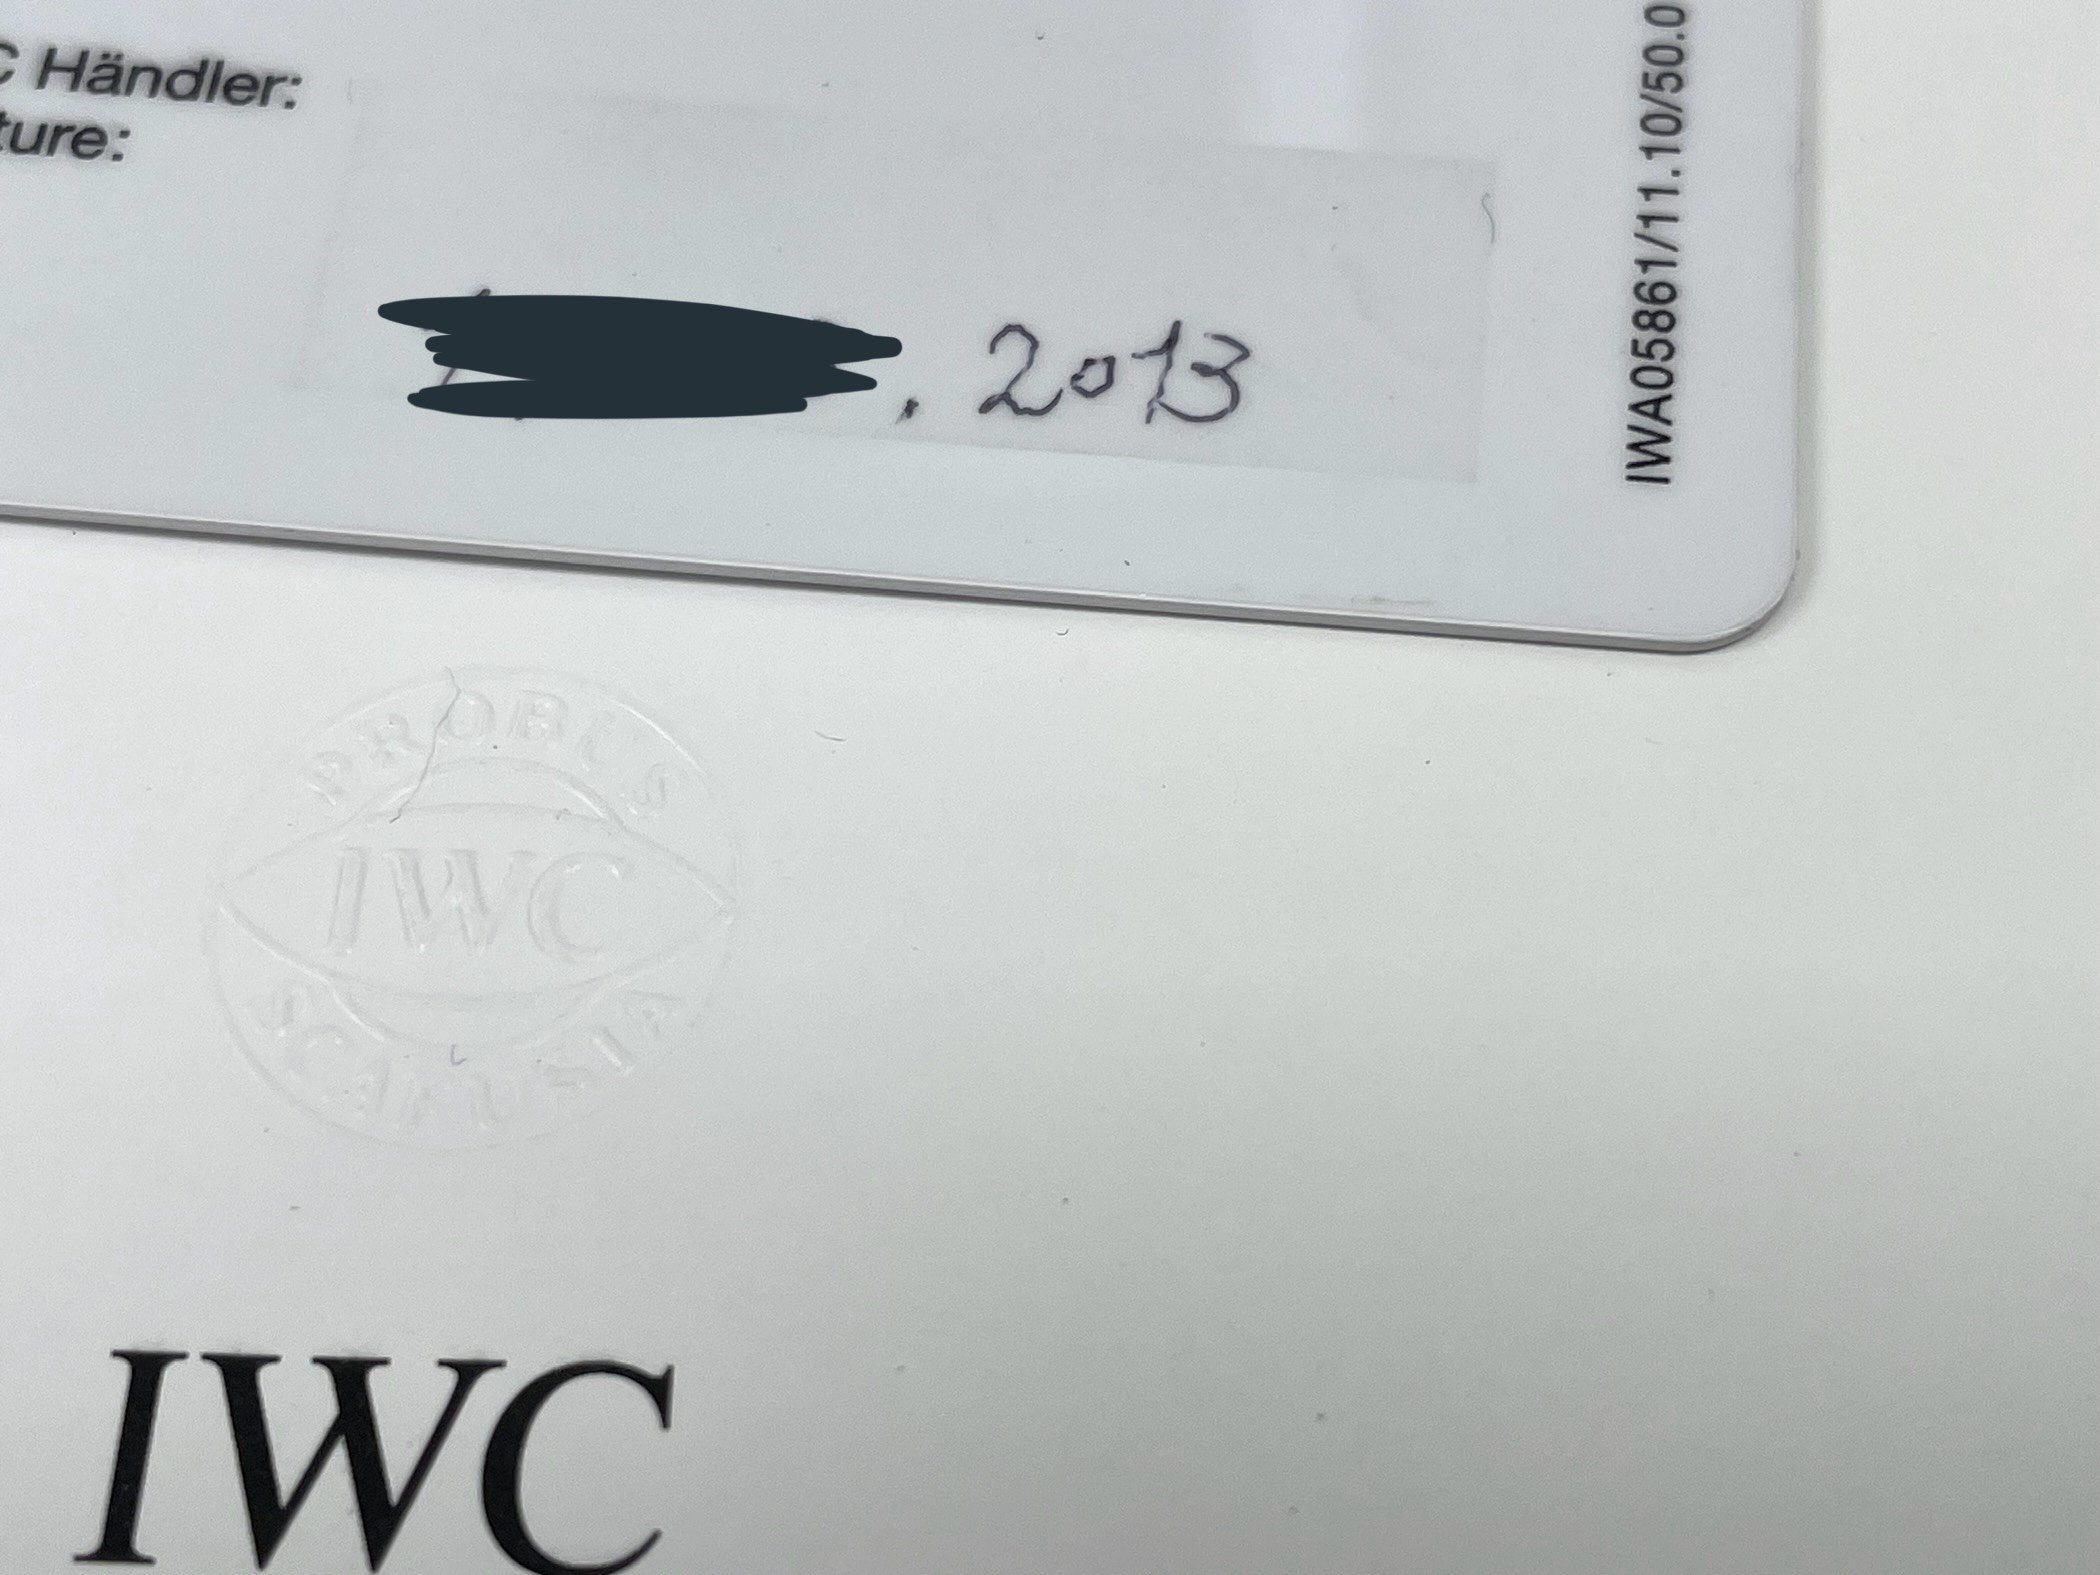 Händler:
ture:
. 2013
IWA05861/11.10/50.0
PROBUS
IWC
SCAFUSIA
IWC